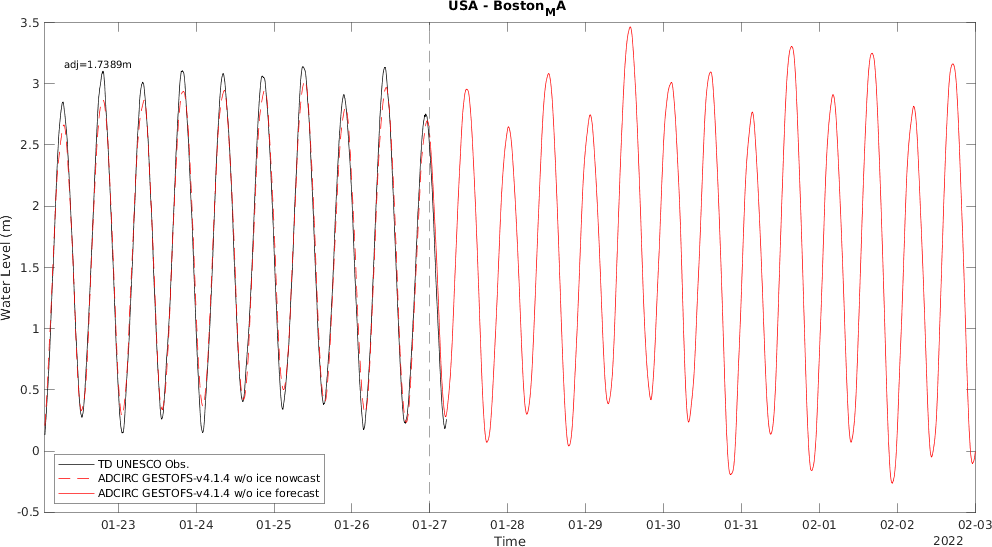 USA - Boston_MA
adj=1.7389m
3.5
3
2.5
2
1.5
1
0.5
0
-0.5
Water Level (m)
TD UNESCO Obs.
ADCIRC GESTOFS-v4.1.4 w/o ice nowcast
ADCIRC GESTOFS-v4.1.4 w/o ice forecast
01-23 01-24 01-25 01-26 01-27 01-28 01-29 01-30 01-31 02-01 02-02 02-03
Time
2022